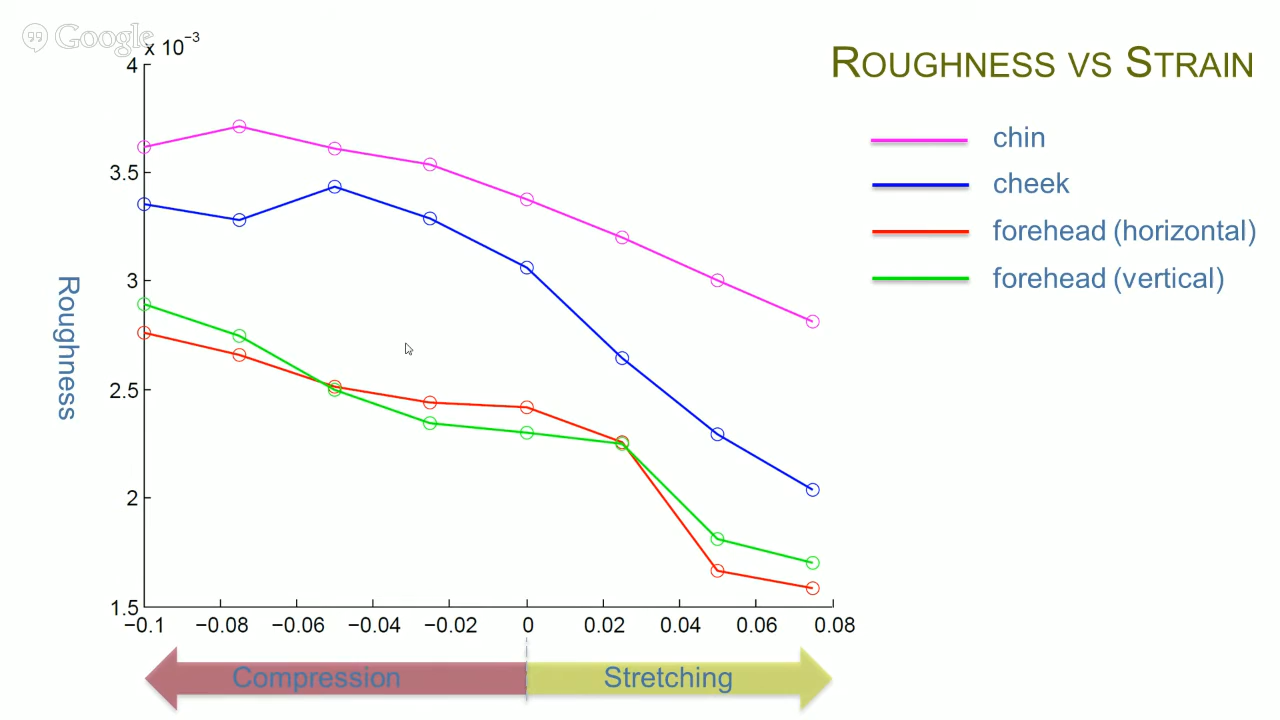 Google
x 10−3
ROUGHNESS VS STRAIN
4
3.5
3
2.5
2
1.5
Roughness
chin
cheek
forehead (horizontal)
forehead (vertical)
−0.1 −0.08 −0.06 −0.04 −0.02 0 0.02 0.04 0.06 0.08
Compression
Stretching